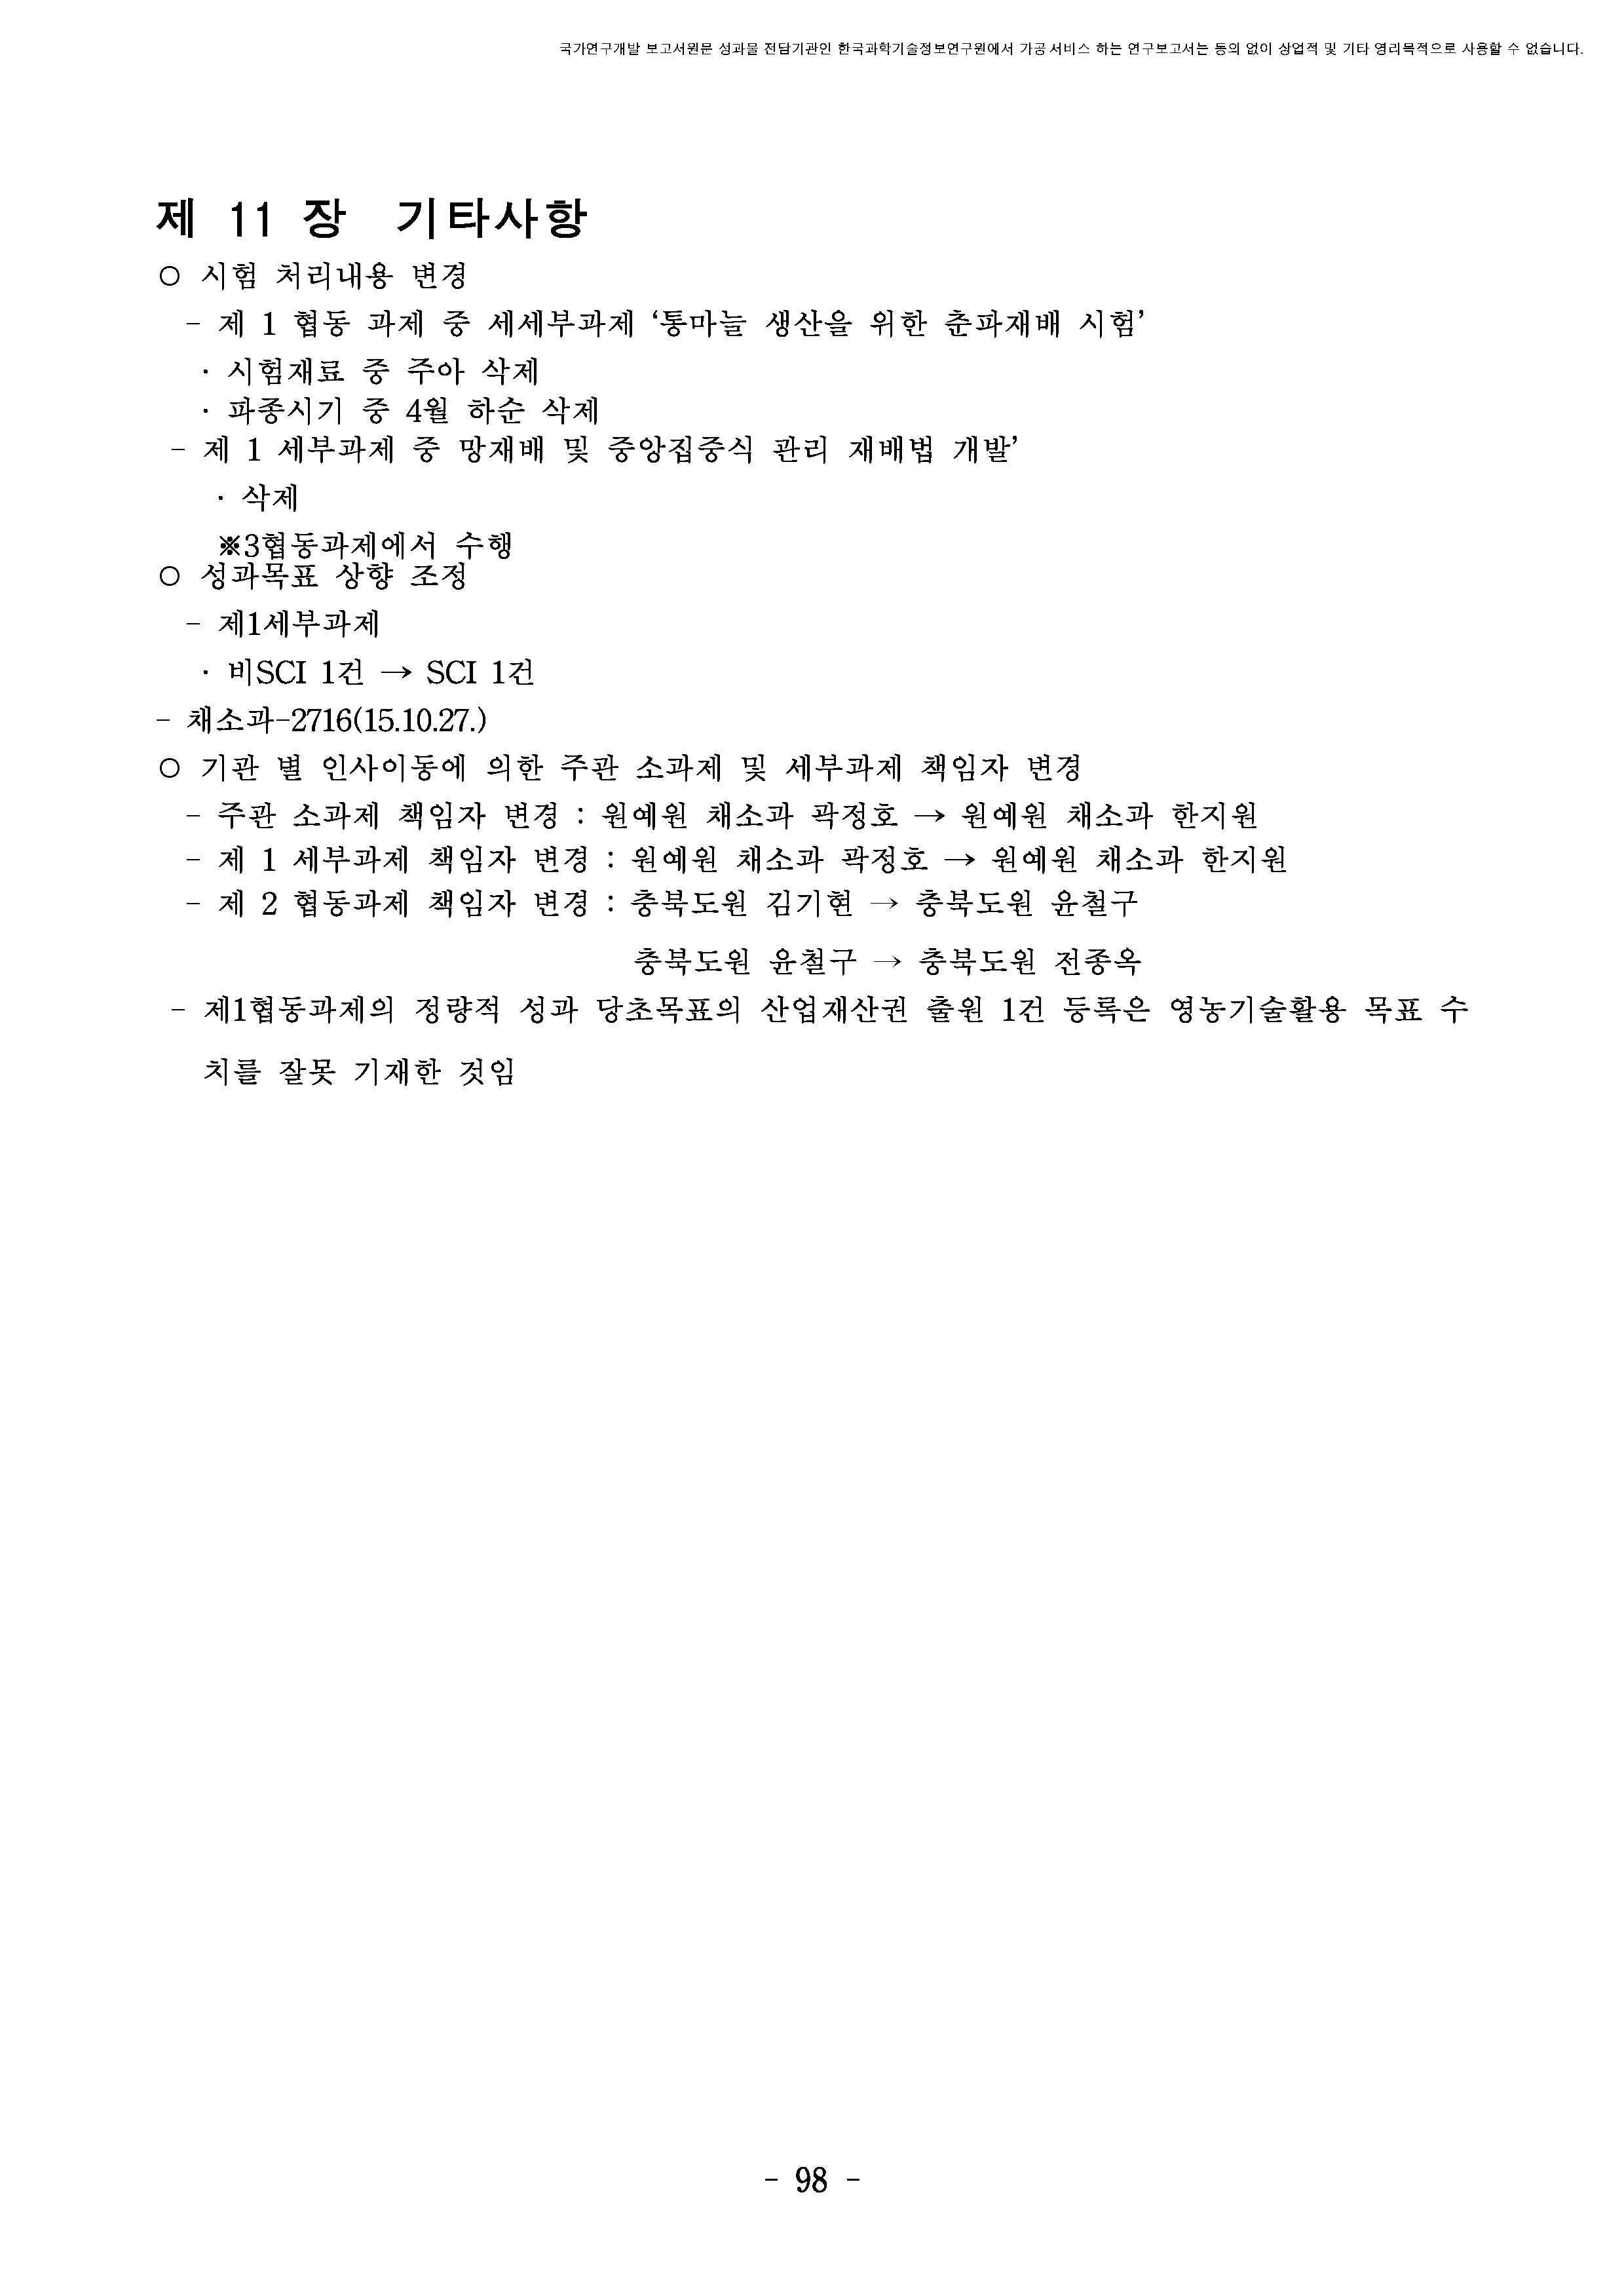 국가연구개발 보고서원문 성과물 전담기관인 한국과학기술정보연구원에서 가공·서비스 하는 연구보고서는 동의 없이 상업적 및 기타 영리목적으로 사용할 수 없습니다.
제 11 장 기타사항
○ 시험 처리내용 변경
- 제 1 협동 과제 중 세세부과제 ‘통마늘 생산을 위한 춘파재배 시험’
· 시험재료 중 주아 삭제
· 파종시기 중 4월 하순 삭제
- 제 1 세부과제 중 망재배 및 중앙집중식 관리 재배법 개발’
· 삭제
※3협동과제에서 수행
○ 성과목표 상향 조정
- 제1세부과제
· 비SCI 1건 → SCI 1건
- 채소과-2716(15.10.27.)
○ 기관 별 인사이동에 의한 주관 소과제 및 세부과제 책임자 변경
- 주관 소과제 책임자 변경 : 원예원 채소과 곽정호 → 원예원 채소과 한지원
- 제 1 세부과제 책임자 변경 : 원예원 채소과 곽정호 → 원예원 채소과 한지원
- 제 2 협동과제 책임자 변경 : 충북도원 김기현 → 충북도원 윤철구
충북도원 윤철구 → 충북도원 전종옥
- 제1협동과제의 정량적 성과 당초목표의 산업재산권 출원 1건 등록은 영농기술활용 목표 수
치를 잘못 기재한 것임
- 98 -